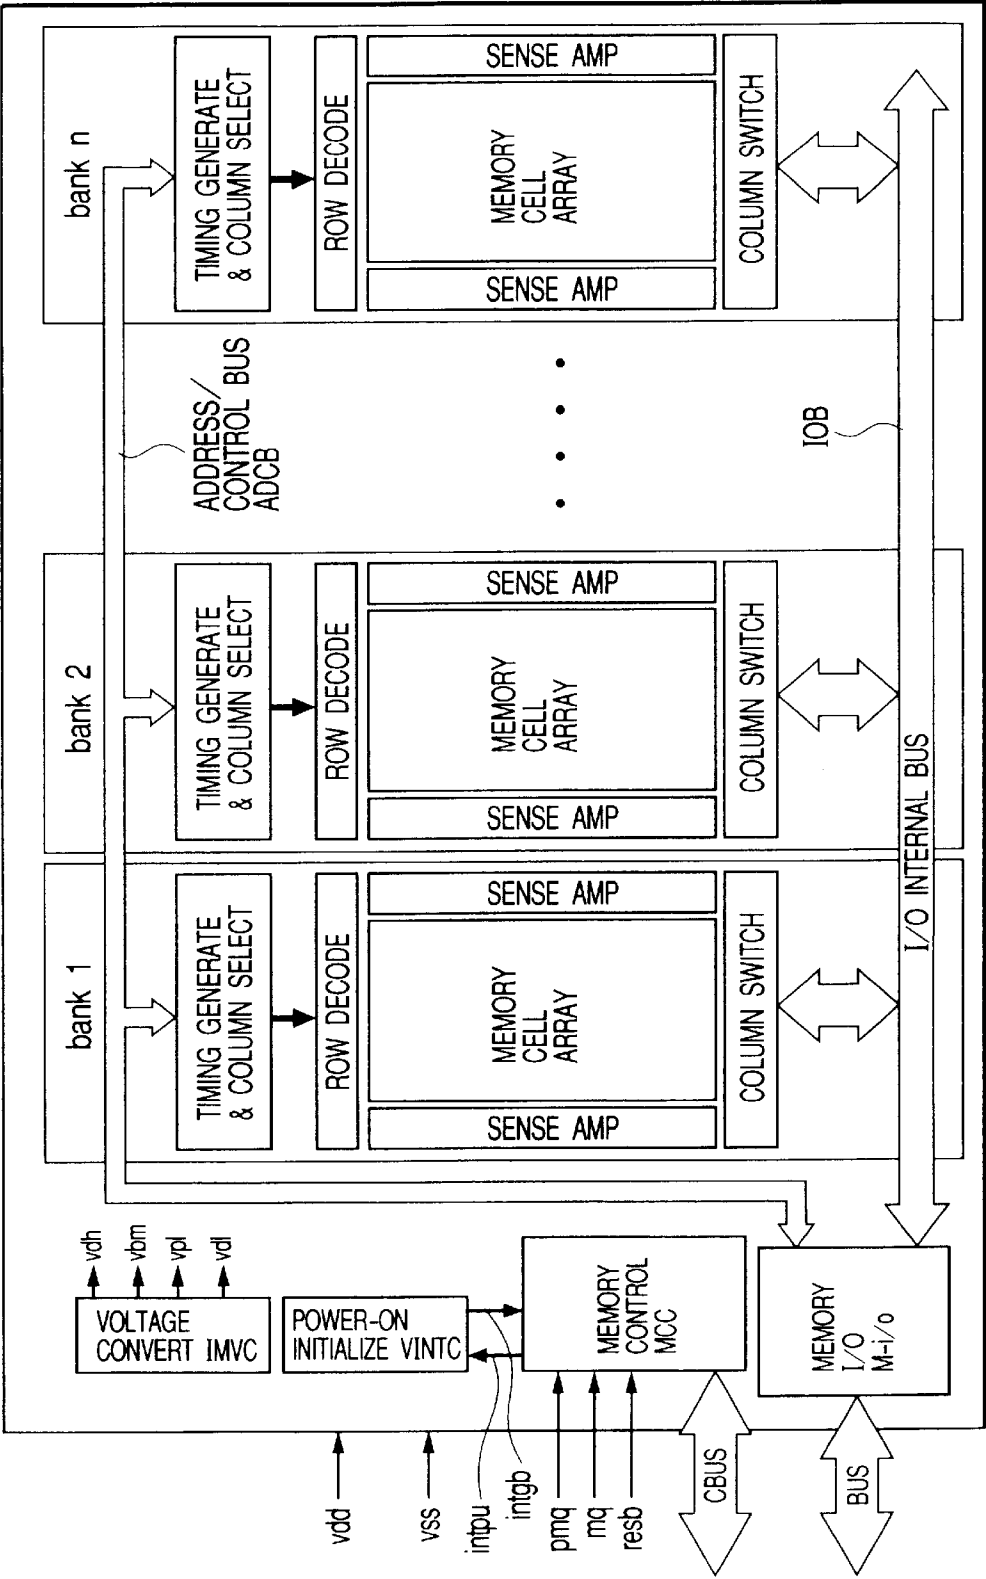 bank 1
TIMING GENERATE
& COLUMN SELECT
ROW DECODE
SENSE AMP
MEMORY
CELL
ARRAY
SENSE AMP
COLUMN SWITCH
bank 2
TIMING GENERATE
& COLUMN SELECT
ROW DECODE
SENSE AMP
MEMORY
CELL
ARRAY
SENSE AMP
COLUMN SWITCH
ADDRESS/
CONTROL BUS
ADCB
IOB
bank n
TIMING GENERATE
& COLUMN SELECT
ROW DECODE
SENSE AMP
MEMORY
CELL
ARRAY
SENSE AMP
COLUMN SWITCH
I/O INTERNAL BUS
vdh
vbm
vpl
vdl
VOLTAGE
CONVERT IMVC
POWER-ON
INITIALIZE VINTC
MEMORY
CONTROL
MCC
MEMORY
I/O
M-i/o
vdd
vss
intpu
intgb
pmq
mq
resb
CBUS
BUS